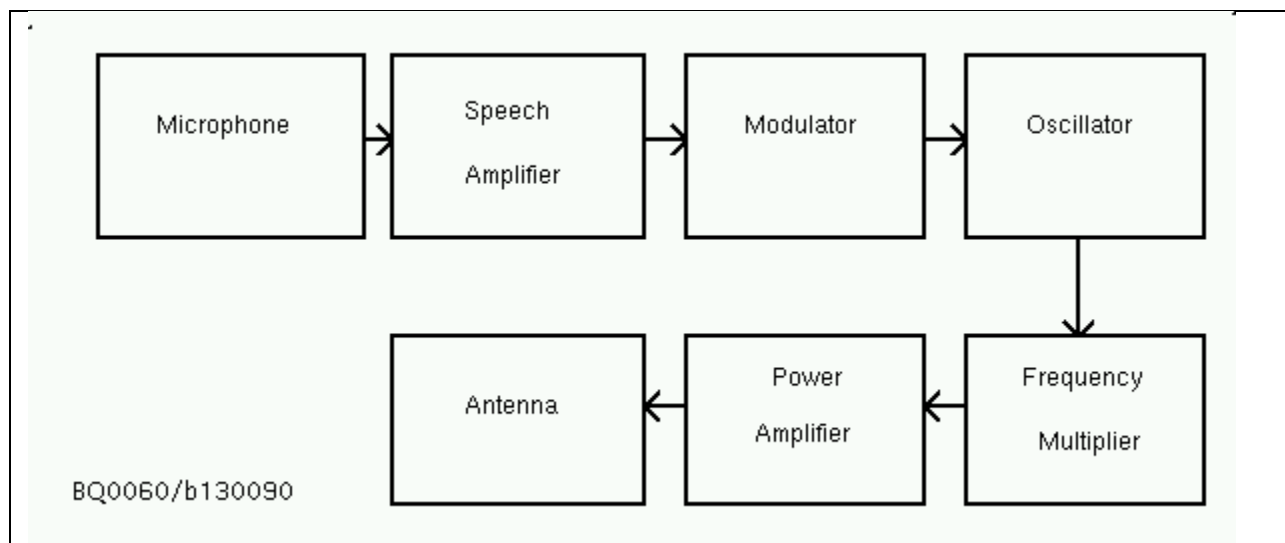 Microphone
Speech
Amplifier
Modulator
Oscillator
Antenna
Power
Amplifier
Frequency
Multiplier
BQ0060/b130090